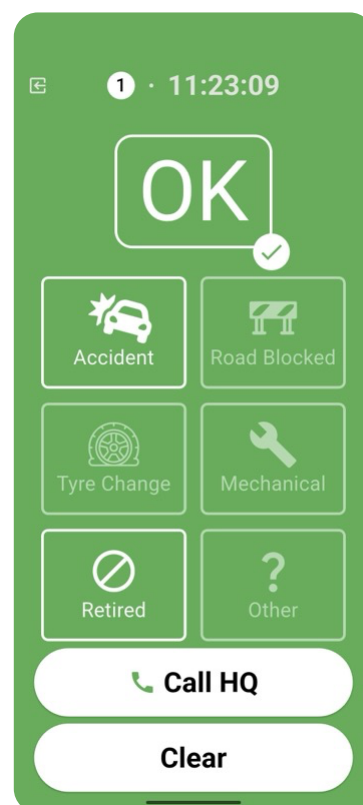 1 · 11:23:09
OK
Accident
Road Blocked
Tyre Change
Mechanical
Retired
?
Other
Call HQ
Clear